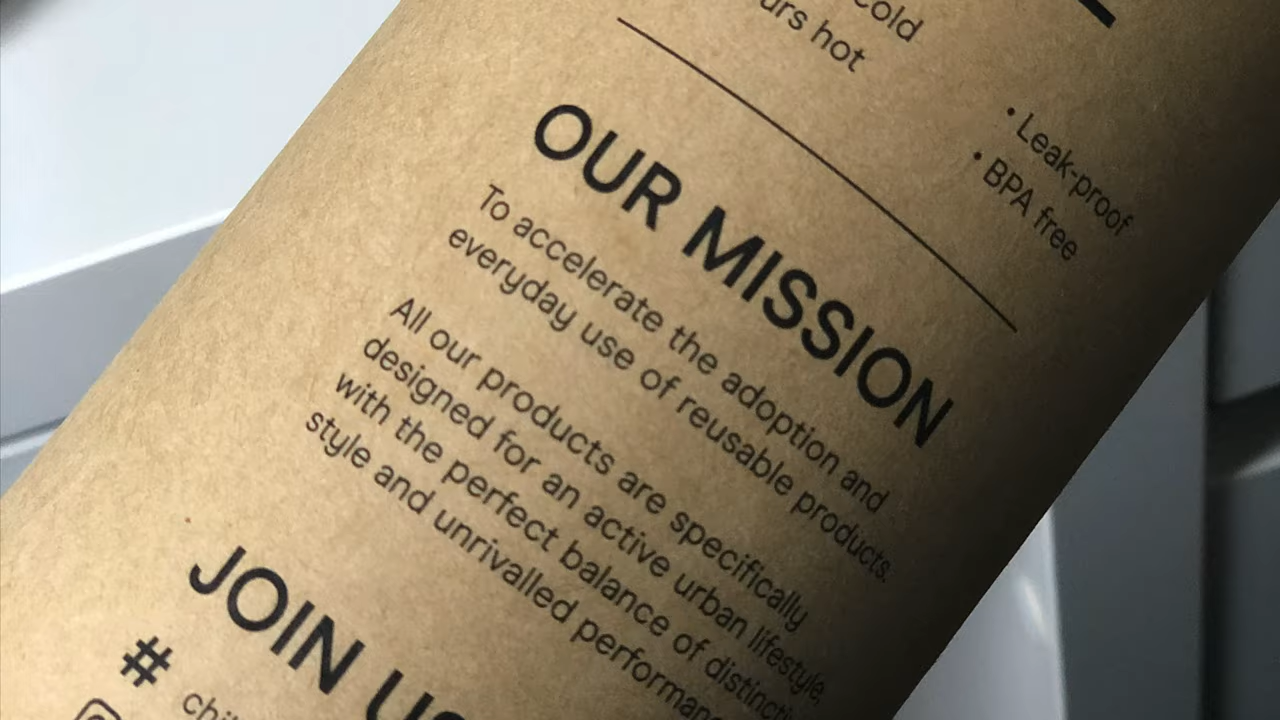 cold
hot
• Leak-proof
• BPA free
OUR MISSION
To accelerate the adoption and
everyday use of reusable products.
All our products are specifically
designed for an active urban lifestyle,
with the perfect balance of
style and unrivalled
JOIN
#